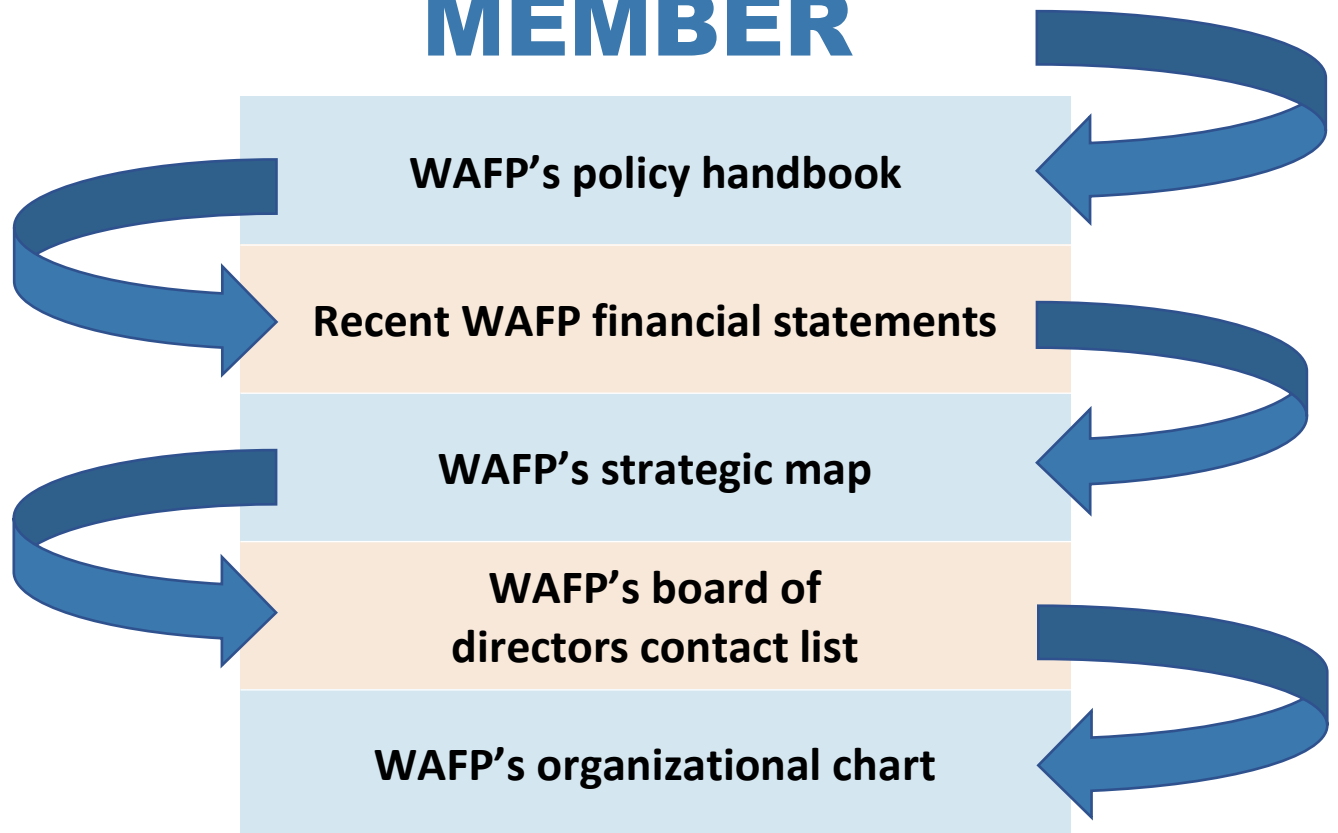 MEMBER
WAFP’s policy handbook
Recent WAFP financial statements
WAFP’s strategic map
WAFP’s board of
directors contact list
WAFP’s organizational chart